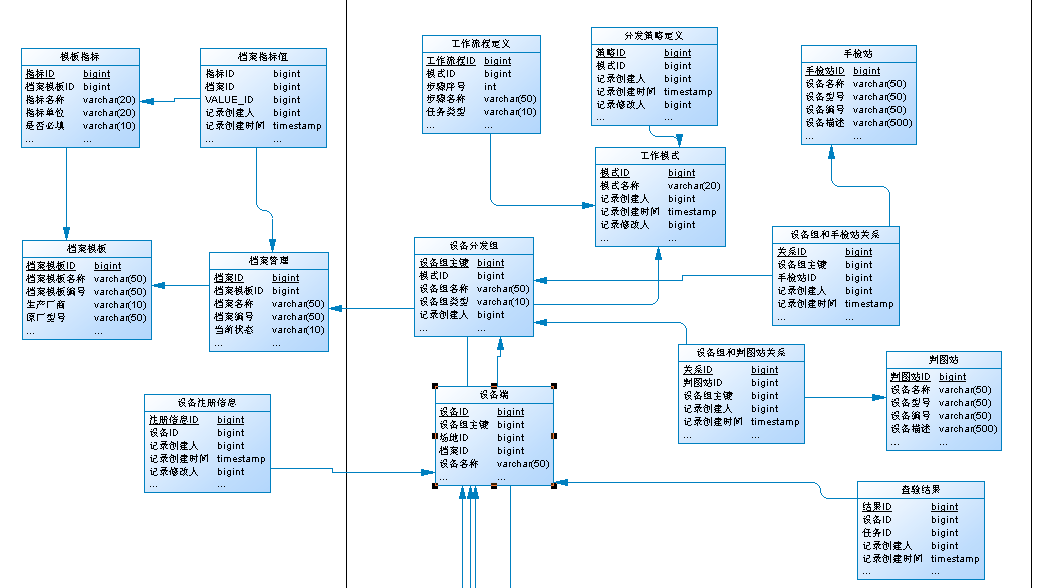 模板指标
指标ID bigint
档案模板ID bigint
指标名称 varchar(20)
指标单位 varchar(20)
是否必填 varchar(10)
... ...
档案指标值
指标ID bigint
档案ID bigint
VALUE_ID bigint
记录创建人 bigint
记录创建时间 timestamp
... ...
工作流程定义
工作流程ID bigint
模式ID bigint
步骤序号 int
步骤名称 varchar(50)
任务类型 varchar(10)
... ...
分发策略定义
策略ID bigint
模式ID bigint
记录创建人 bigint
记录创建时间 timestamp
记录修改人 bigint
... ...
手检站
手检站ID bigint
设备名称 varchar(50)
设备型号 varchar(50)
设备编号 varchar(50)
设备描述 varchar(500)
... ...
工作模式
模式ID bigint
模式名称 varchar(20)
记录创建人 bigint
记录创建时间 timestamp
记录修改人 bigint
... ...
档案模板
档案模板ID bigint
档案模板名称 varchar(50)
档案模板编号 varchar(50)
生产厂商 varchar(10)
原厂型号 varchar(50)
... ...
档案管理
档案ID bigint
档案模板ID bigint
档案名称 varchar(50)
档案编号 varchar(50)
当前状态 varchar(10)
... ...
设备分发组
设备组主键 bigint
模式ID bigint
设备组名称 varchar(50)
设备组类型 varchar(10)
记录创建人 bigint
... ...
设备组和手检站关系
关系ID bigint
设备组主键 bigint
手检站ID bigint
记录创建人 bigint
记录创建时间 timestamp
... ...
设备组和判图站关系
关系ID bigint
判图站ID bigint
设备组主键 bigint
记录创建人 bigint
记录创建时间 timestamp
... ...
判图站
判图站ID bigint
设备名称 varchar(50)
设备型号 varchar(50)
设备编号 varchar(50)
设备描述 varchar(500)
... ...
设备注册信息
注册信息ID bigint
设备ID bigint
记录创建人 bigint
记录创建时间 timestamp
记录修改人 bigint
... ...
设备端
设备ID bigint
设备组主键 bigint
场地ID bigint
档案ID bigint
设备名称 varchar(50)
... ...
查验结果
结果ID bigint
设备ID bigint
任务ID bigint
记录创建人 bigint
记录创建时间 timestamp
... ...